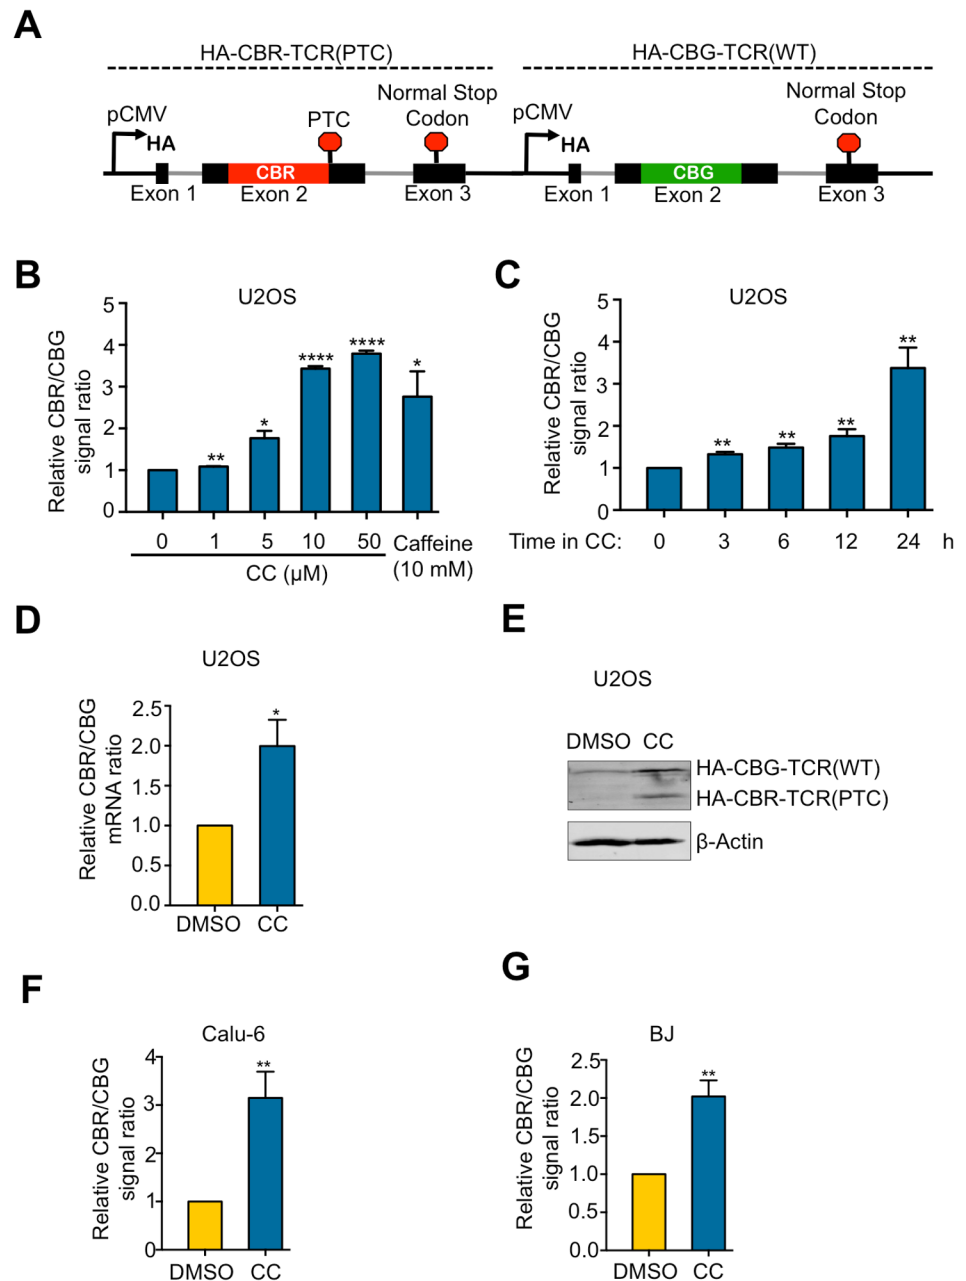 A
HA-CBR-TCR(PTC)
HA-CBG-TCR(WT)
pCMV
HA
PTC
Normal Stop
Codon
pCMV
HA
Normal Stop
Codon
CBR
CBG
Exon 1
Exon 2
Exon 3
Exon 1
Exon 2
Exon 3
B
U2OS
Relative CBR/CBG
signal ratio
5
4
3
2
1
0
**
*
****
****
*
0 1 5 10 50 Caffeine
(10 mM)
CC (µM)
C
U2OS
Relative CBR/CBG
signal ratio
5
4
3
2
1
0
**
**
**
**
Time in CC: 0 3 6 12 24 h
D
U2OS
Relative CBR/CBG
mRNA ratio
2.5
2.0
1.5
1.0
0.5
0.0
*
DMSO CC
E
U2OS
DMSO CC
HA-CBG-TCR(WT)
HA-CBR-TCR(PTC)
β-Actin
F
Calu-6
Relative CBR/CBG
signal ratio
4
3
2
1
0
**
DMSO CC
G
BJ
Relative CBR/CBG
signal ratio
2.5
2.0
1.5
1.0
0.5
0.0
**
DMSO CC